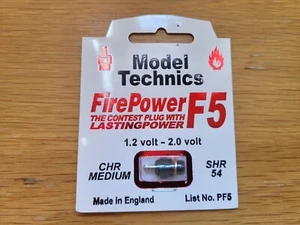 Model
Technics
FirePower F5
THE CONTEST PLUG WITH
LASTINGPOWER
1.2 volt - 2.0 volt
CHR SHR
MEDIUM 54
Made in England List No. PF5